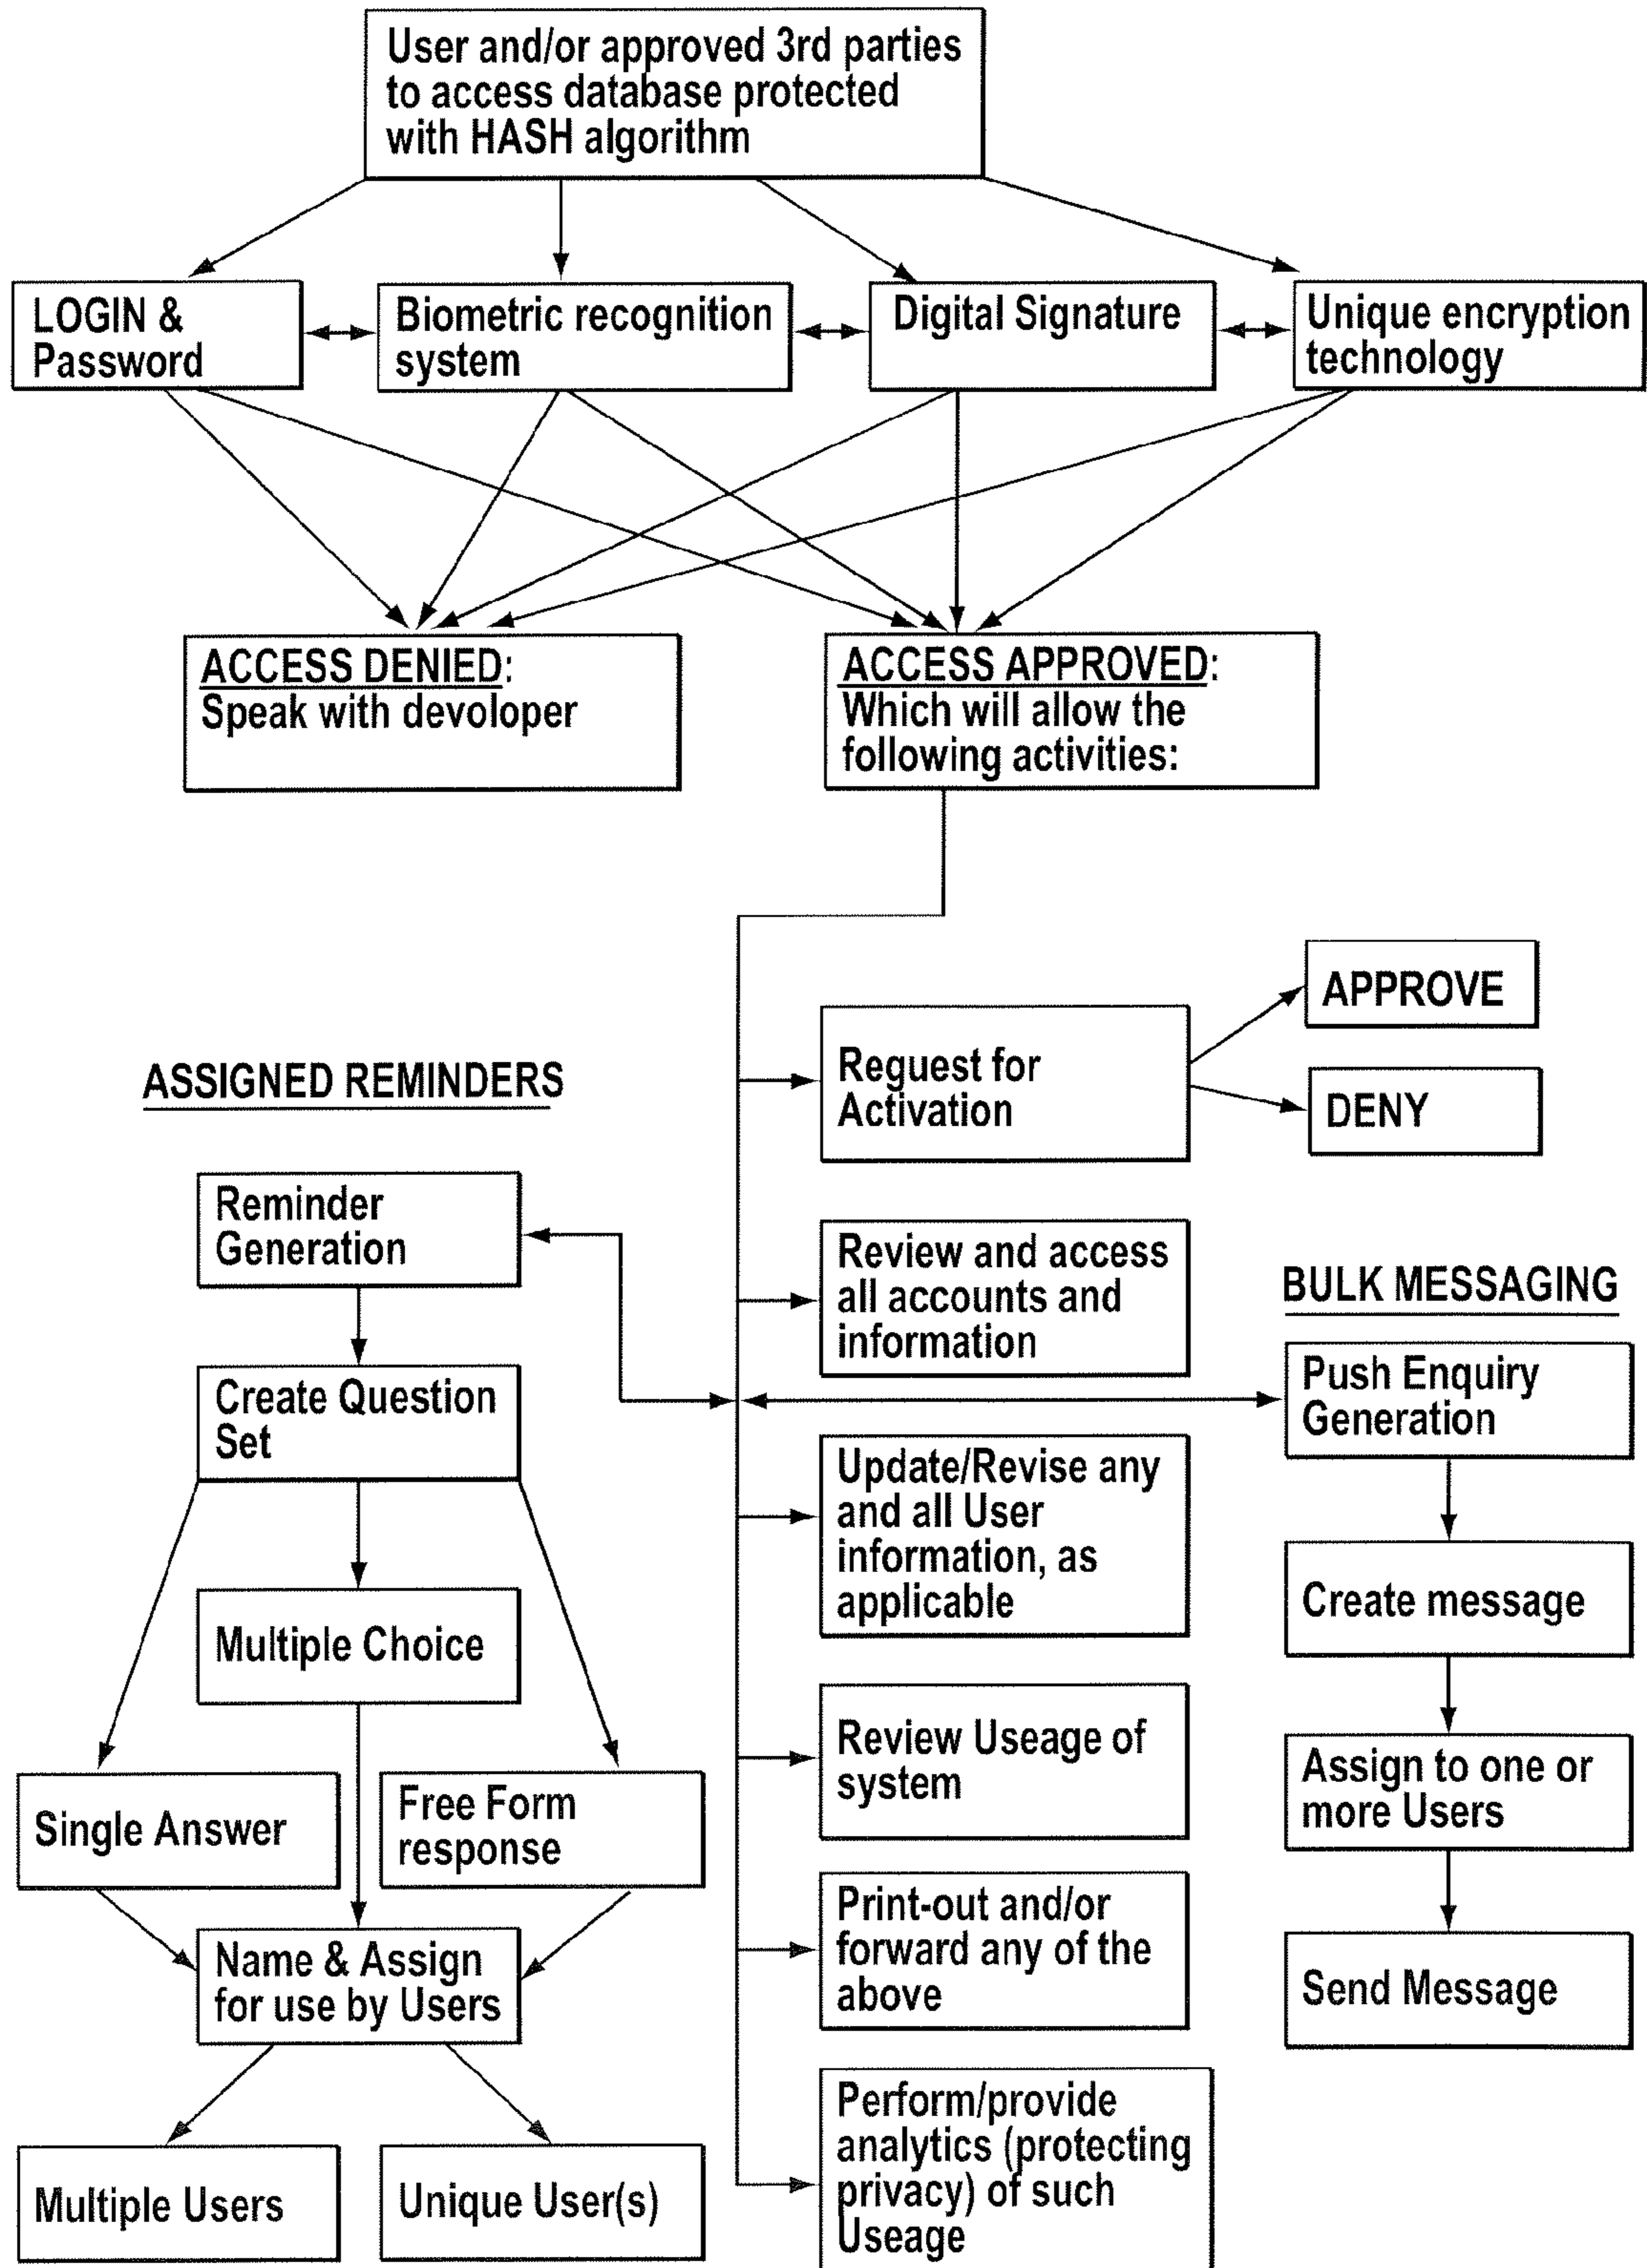 User and/or approved 3rd parties
to access database protected
with HASH algorithm
LOGIN &
Password
Biometric recognition
system
Digital Signature
Unique encryption
technology
ACCESS DENIED:
Speak with devoloper
ACCESS APPROVED:
Which will allow the
following activities:
APPROVE
Reguest for
Activation
DENY
ASSIGNED REMINDERS
Reminder
Generation
Create Question
Set
Multiple Choice
Single Answer
Free Form
response
Name & Assign
for use by Users
Multiple Users
Unique User(s)
Review and access
all accounts and
information
Update/Revise any
and all User
information, as
applicable
Review Useage of
system
Print-out and/or
forward any of the
above
Perform/provide
analytics (protecting
privacy) of such
Useage
BULK MESSAGING
Push Enquiry
Generation
Create message
Assign to one or
more Users
Send Message